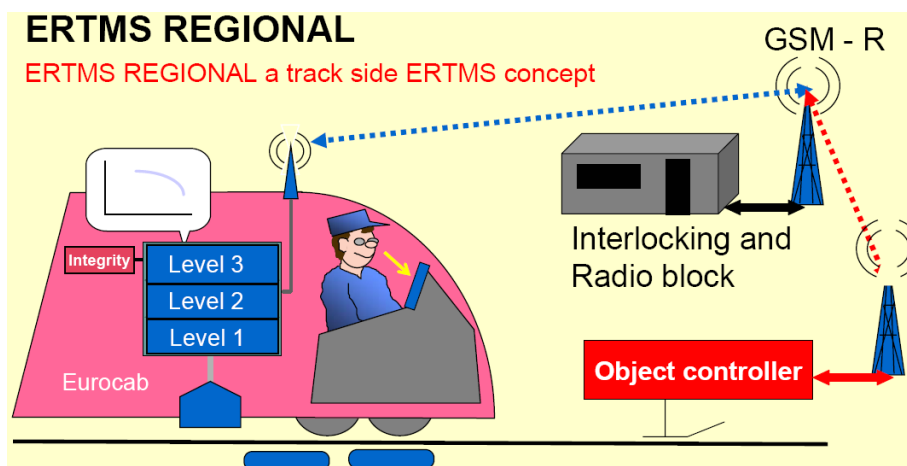 ERTMS REGIONAL
ERTMS REGIONAL a track side ERTMS concept
GSM - R
Interlocking and
Radio block
Integrity
Level 3
Level 2
Level 1
Eurocab
Object controller